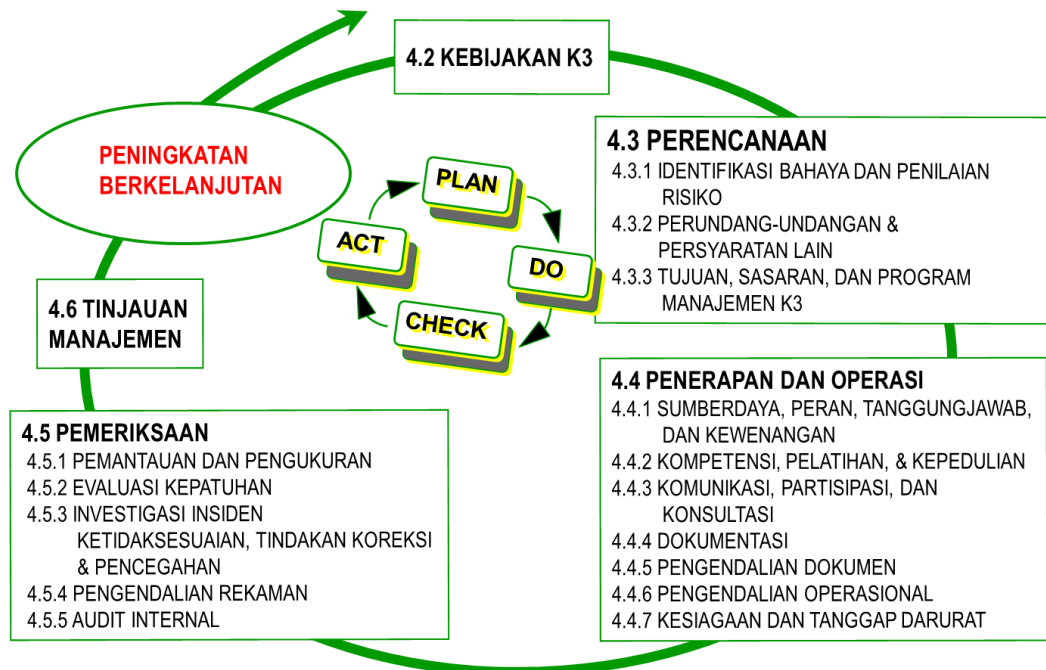 4.2 KEBIJAKAN K3
PENINGKATAN
BERKELANJUTAN
4.3 PERENCANAAN
4.3.1 IDENTIFIKASI BAHAYA DAN PENILAIAN
RISIKO
4.3.2 PERUNDANG-UNDANGAN &
PERSYARATAN LAIN
4.3.3 TUJUAN, SASARAN, DAN PROGRAM
MANAJEMEN K3
PLAN
DO
CHECK
ACT
4.4 PENERAPAN DAN OPERASI
4.4.1 SUMBERDAYA, PERAN, TANGGUNGJAWAB,
DAN KEWENANGAN
4.4.2 KOMPETENSI, PELATIHAN, & KEPEDULIAN
4.4.3 KOMUNIKASI, PARTISIPASI, DAN
KONSULTASI
4.4.4 DOKUMENTASI
4.4.5 PENGENDALIAN DOKUMEN
4.4.6 PENGENDALIAN OPERASIONAL
4.4.7 KESIAGAAN DAN TANGGAP DARURAT
4.5 PEMERIKSAAN
4.5.1 PEMANTAUAN DAN PENGUKURAN
4.5.2 EVALUASI KEPATUHAN
4.5.3 INVESTIGASI INSIDEN
KETIDAKSESUAIAN, TINDAKAN KOREKSI
& PENCEGAHAN
4.5.4 PENGENDALIAN REKAMAN
4.5.5 AUDIT INTERNAL
4.6 TINJAUAN
MANAJEMEN